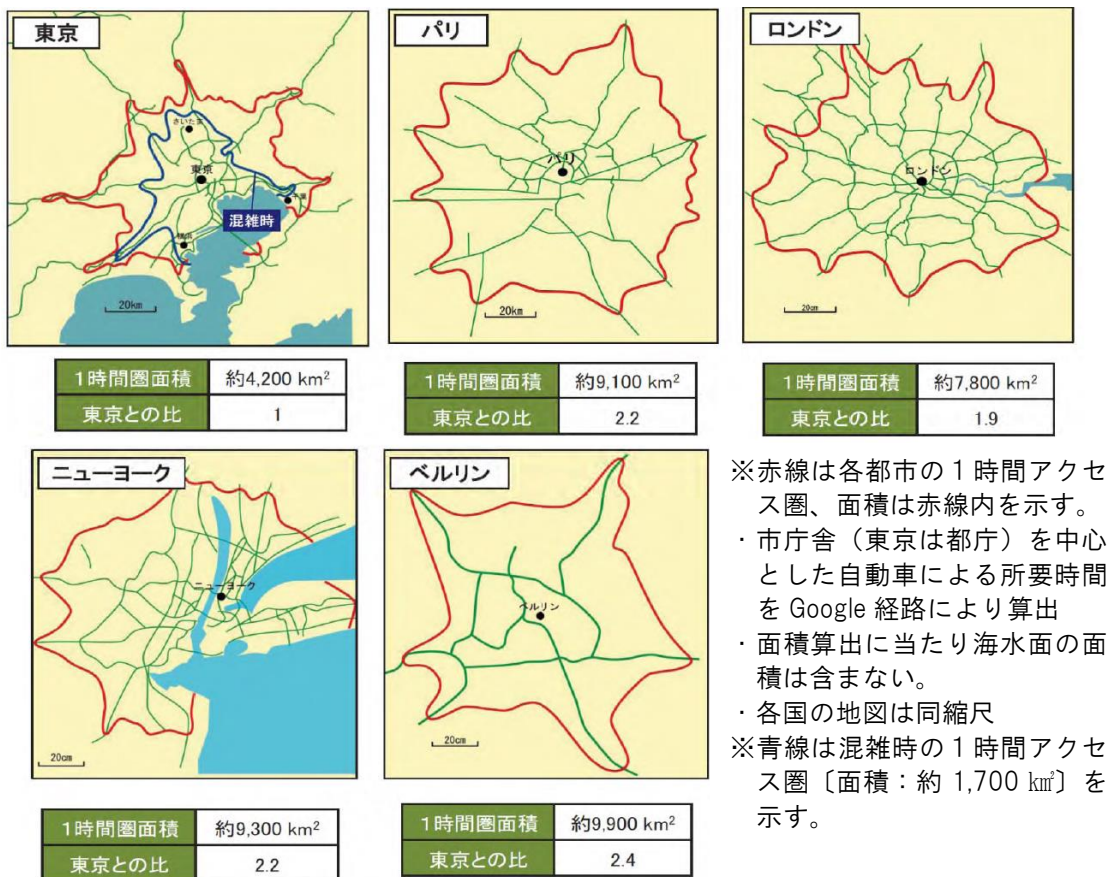 東京
さいたま
東京
千葉
混雑時
横浜
20km
1時間圏面積 約4,200 km²
東京との比 1
パリ
パリ
20km
1時間圏面積 約9,100 km²
東京との比 2.2
ロンドン
ロンドン
20cm
1時間圏面積 約7,800 km²
東京との比 1.9
ニューヨーク
ニューヨーク
20cm
1時間圏面積 約9,300 km²
東京との比 2.2
ベルリン
ベルリン
20cm
1時間圏面積 約9,900 km²
東京との比 2.4
※赤線は各都市の1時間アクセ
ス圏、面積は赤線内を示す。
・市庁舎（東京は都庁）を中心
とした自動車による所要時間
を Google 経路により算出
・面積算出に当たり海水面の面
積は含まない。
・各国の地図は同縮尺
※青線は混雑時の1時間アクセ
ス圏〔面積：約 1,700 ㎢〕を
示す。